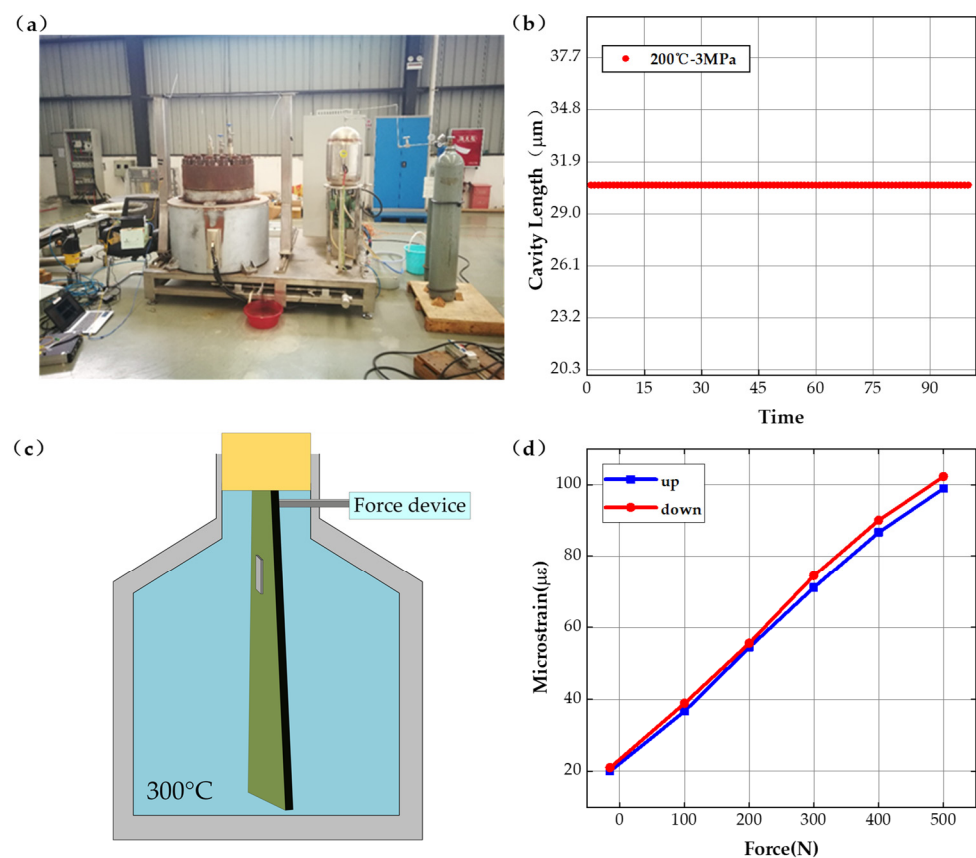 (a)
(b)
37.7
34.8
31.9
29.0
26.1
23.2
20.3
Cavity Length (μm)
200℃-3MPa
0 15 30 45 60 75 90
Time
(c)
Force device
300°C
(d)
100
80
60
40
20
Microstrain(με)
up
down
0 100 200 300 400 500
Force(N)